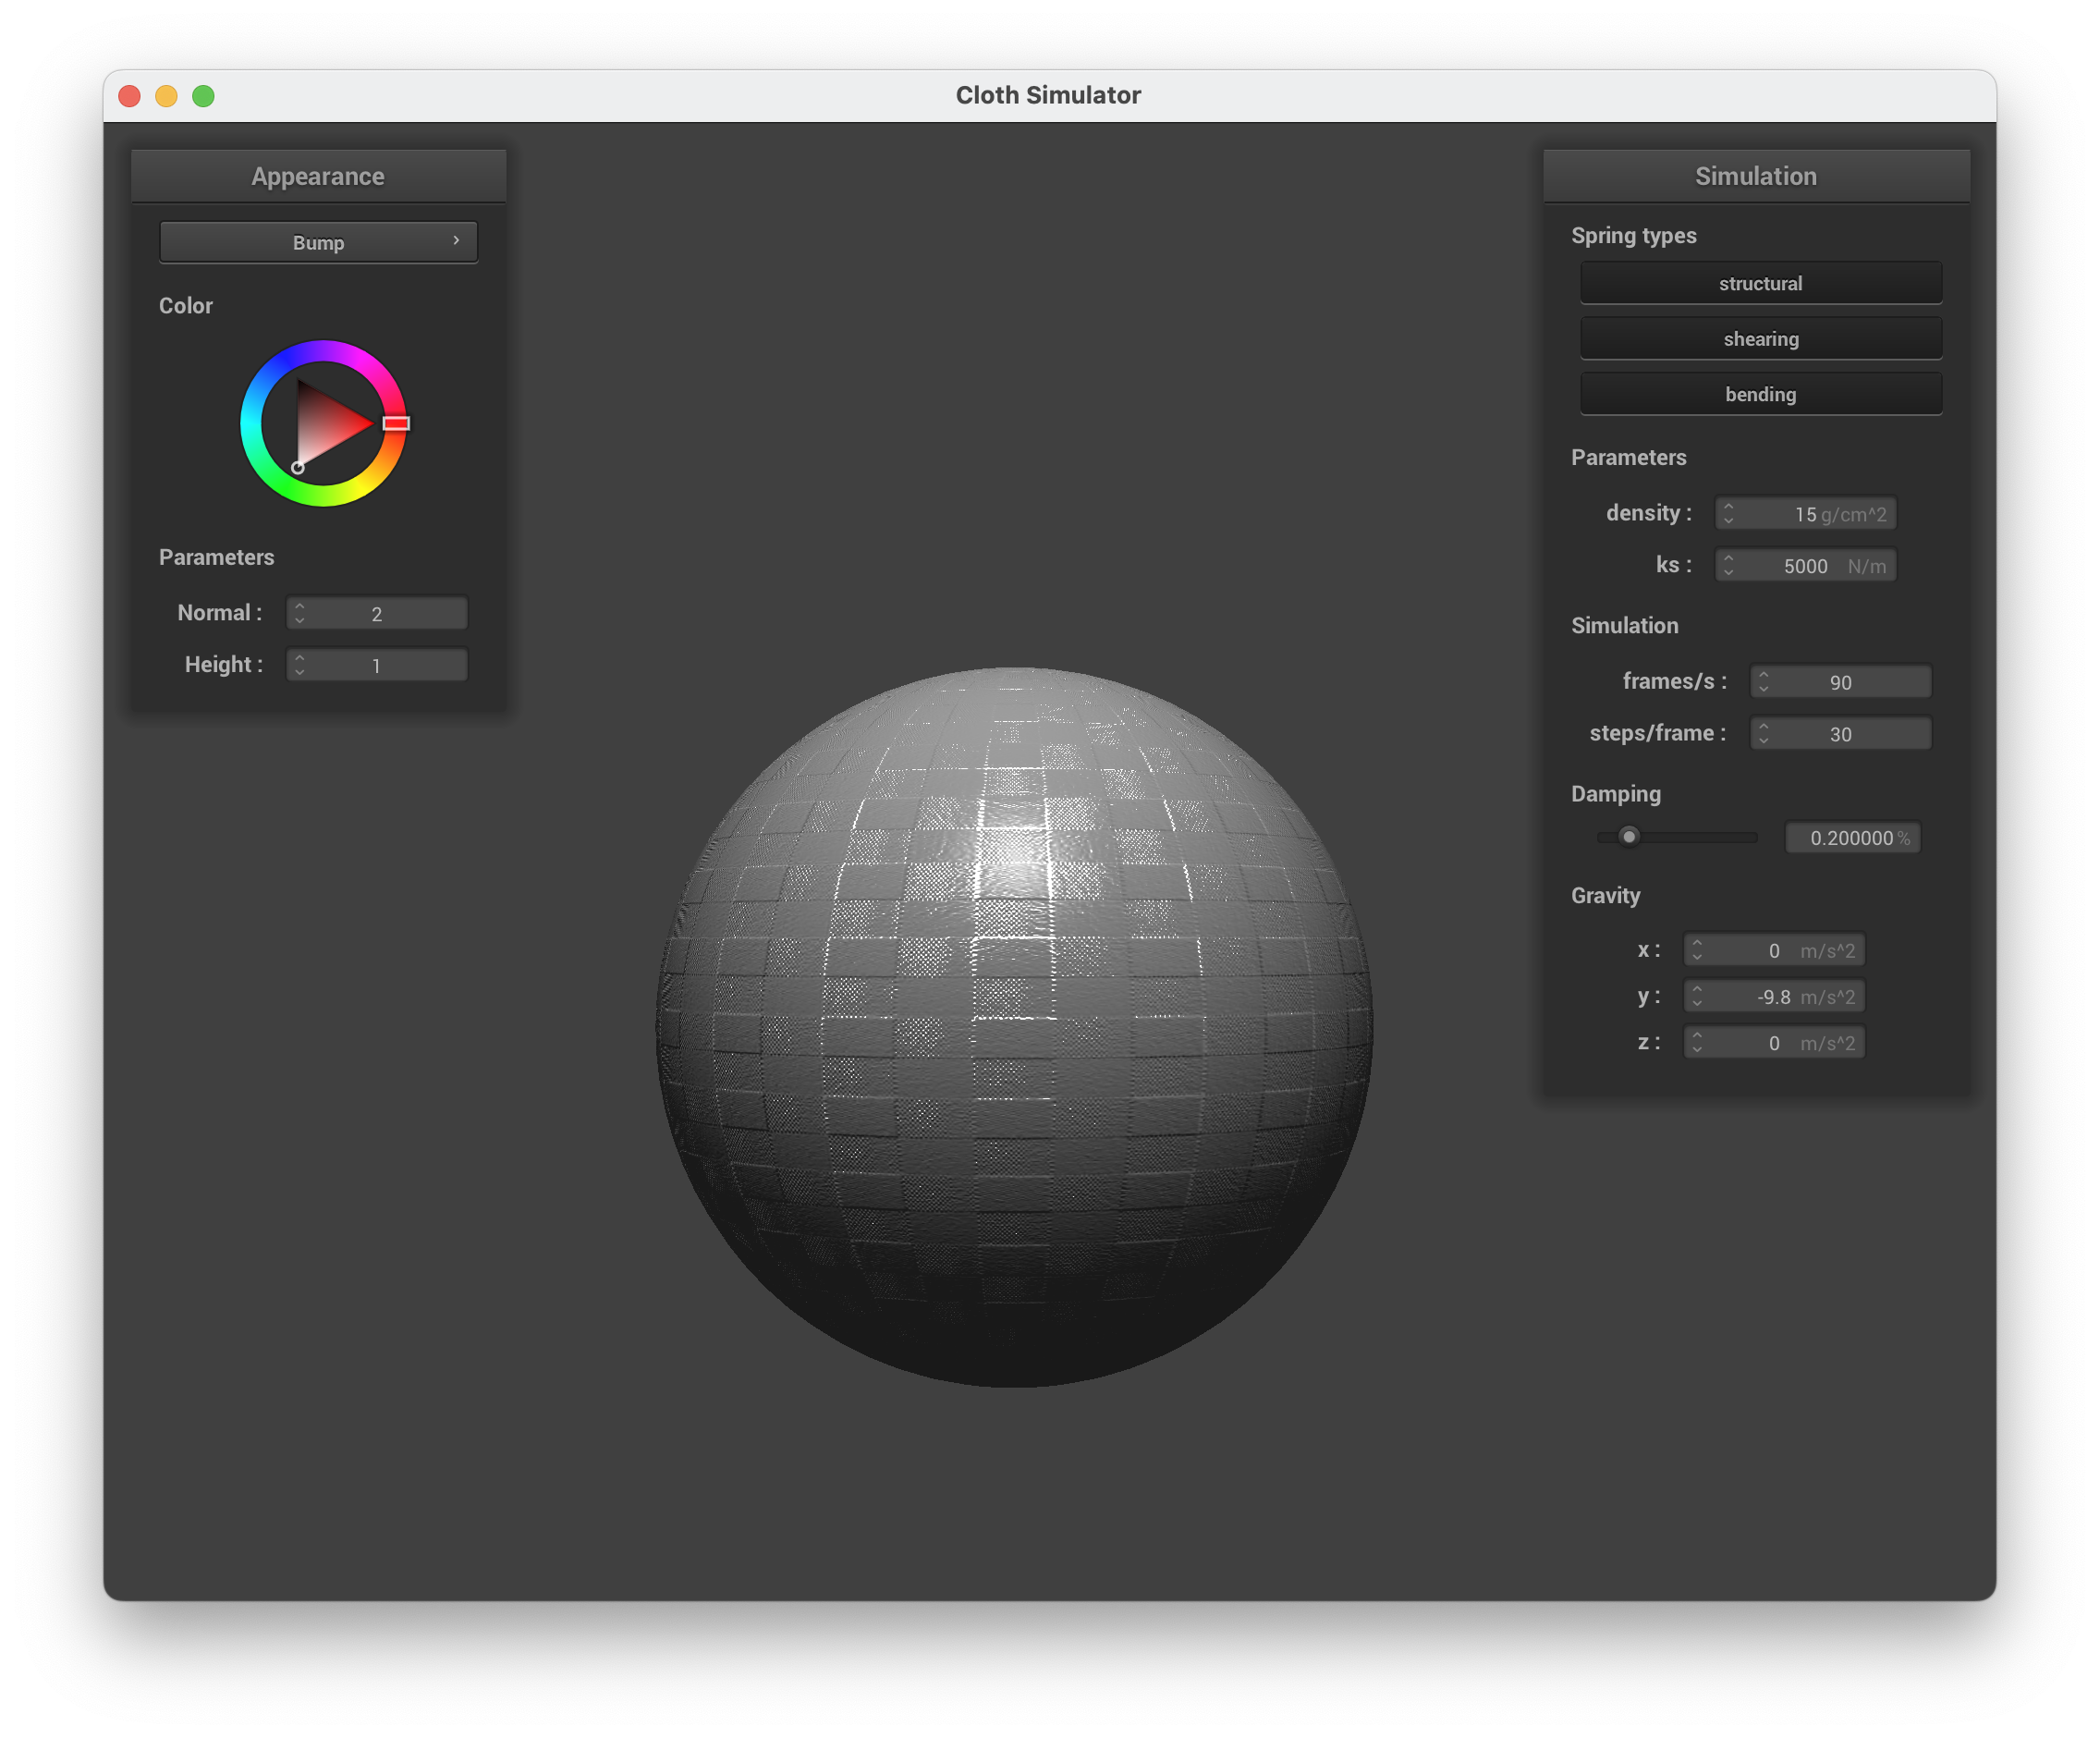 Cloth Simulator
Appearance
Bump
Color
Parameters
Normal : 2
Height : 1
Simulation
Spring types
structural
shearing
bending
Parameters
density : 15 g/cm^2
ks : 5000 N/m
Simulation
frames/s : 90
steps/frame : 30
Damping
0.200000 %
Gravity
x : 0 m/s^2
y : -9.8 m/s^2
z : 0 m/s^2